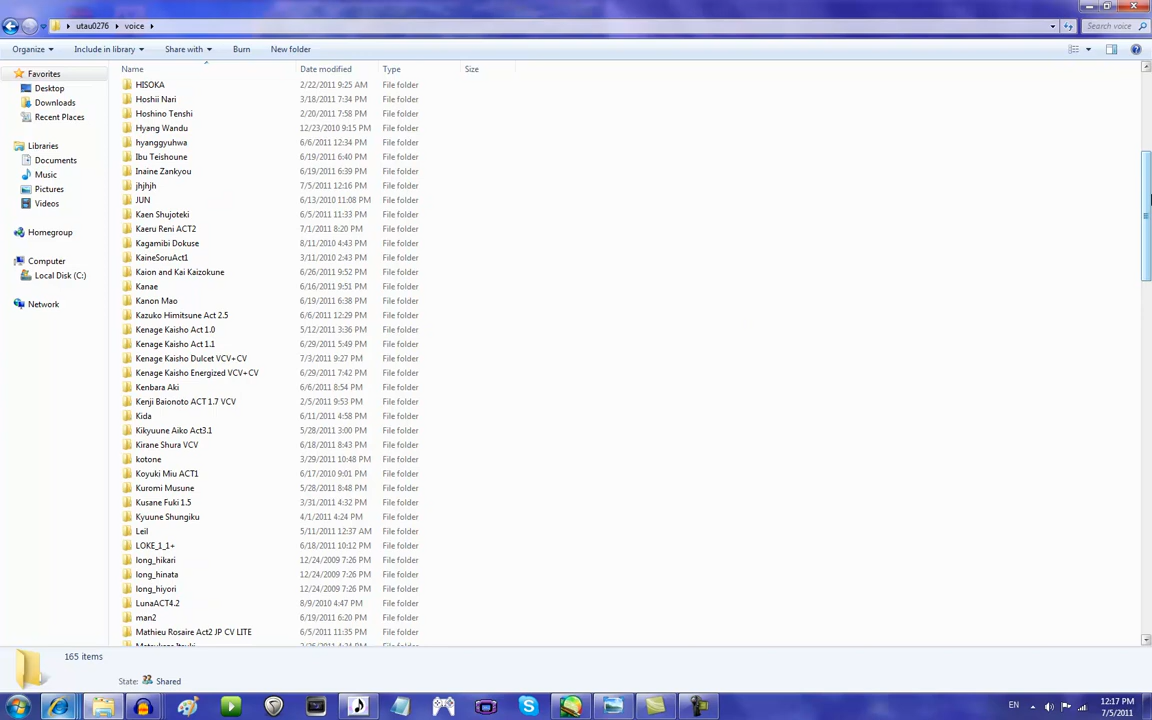 utau0276 voice
Search voice
Organize Include in library Share with Burn New folder
Name Date modified Type Size
Favorites
Desktop
Downloads
Recent Places
Libraries
Documents
Music
Pictures
Videos
Homegroup
Computer
Local Disk (C:)
Network
HISOKA 2/22/2011 9:25 AM File folder
Hoshii Nari 3/18/2011 7:34 PM File folder
Hoshino Tenshi 2/20/2011 7:58 PM File folder
Hyang Wandu 12/23/2010 9:15 PM File folder
hyanggyuhwa 6/6/2011 12:34 PM File folder
Ibu Teishoune 6/19/2011 6:40 PM File folder
Inaine Zankyou 6/19/2011 6:39 PM File folder
jhjhjh 7/5/2011 12:16 PM File folder
JUN 6/13/2010 11:08 PM File folder
Kaen Shujoteki 6/5/2011 11:33 PM File folder
Kaeru Reni ACT2 7/1/2011 8:20 PM File folder
Kagamibi Dokuse 8/11/2010 4:43 PM File folder
KaineSoruAct1 3/11/2010 2:43 PM File folder
Kaion and Kai Kaizokune 6/26/2011 9:52 PM File folder
Kanae 6/16/2011 9:51 PM File folder
Kanon Mao 6/19/2011 6:38 PM File folder
Kazuko Himitsune Act 2.5 6/6/2011 12:29 PM File folder
Kenage Kaisho Act 1.0 5/12/2011 3:36 PM File folder
Kenage Kaisho Act 1.1 6/29/2011 5:49 PM File folder
Kenage Kaisho Dulcet VCV+CV 7/3/2011 9:27 PM File folder
Kenage Kaisho Energized VCV+CV 6/29/2011 7:42 PM File folder
Kenbara Aki 6/6/2011 8:54 PM File folder
Kenji Baionoto ACT 1.7 VCV 2/5/2011 9:53 PM File folder
Kida 6/11/2011 4:58 PM File folder
Kikyuune Aiko Act3.1 5/28/2011 3:00 PM File folder
Kirane Shura VCV 6/18/2011 8:43 PM File folder
kotone 3/29/2011 10:48 PM File folder
Koyuki Miu ACT1 6/17/2010 9:01 PM File folder
Kuromi Musune 5/28/2011 8:48 PM File folder
Kusane Fuki 1.5 3/31/2011 4:32 PM File folder
Kyuune Shungiku 4/1/2011 4:24 PM File folder
Leil 5/11/2011 12:37 AM File folder
LOKE_1_1+ 6/18/2011 10:12 PM File folder
long_hikari 12/24/2009 7:26 PM File folder
long_hinata 12/24/2009 7:26 PM File folder
long_hiyori 12/24/2009 7:26 PM File folder
LunaACT4.2 8/9/2010 4:47 PM File folder
man2 6/19/2011 6:20 PM File folder
Mathieu Rosaire Act2 JP CV LITE 6/5/2011 11:35 PM File folder
165 items
State: Shared
EN
12:17 PM
7/5/2011